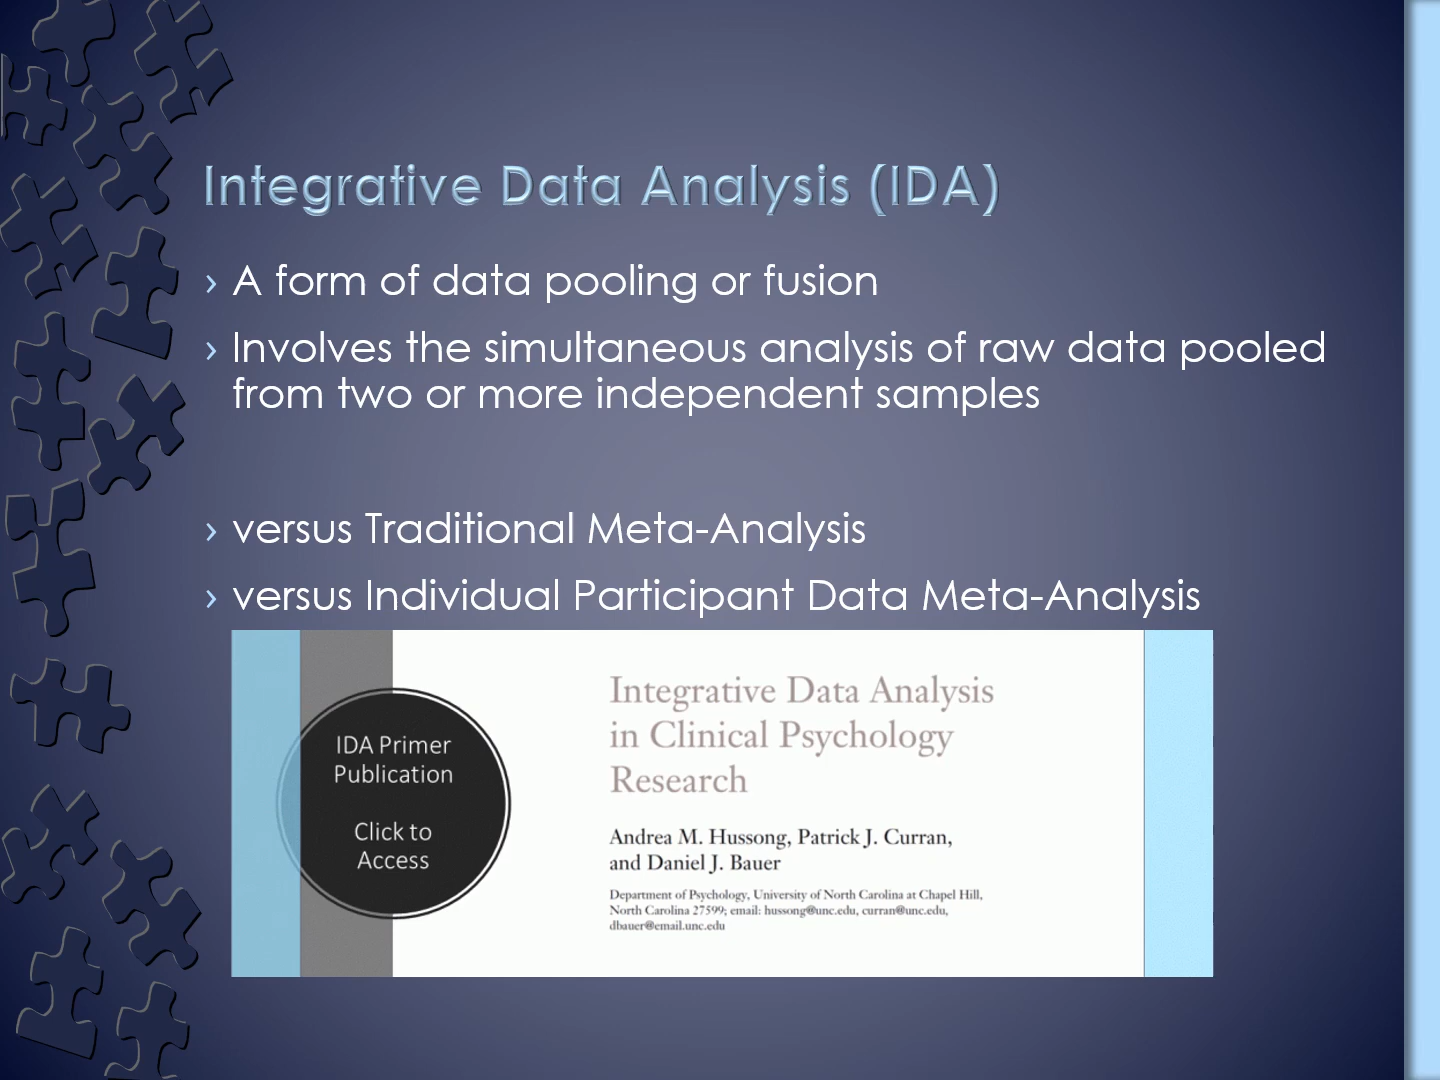 Integrative Data Analysis (IDA)
› A form of data pooling or fusion
› Involves the simultaneous analysis of raw data pooled
from two or more independent samples
› versus Traditional Meta-Analysis
› versus Individual Participant Data Meta-Analysis
IDA Primer
Publication
Click to
Access
Integrative Data Analysis
in Clinical Psychology
Research
Andrea M. Hussong, Patrick J. Curran,
and Daniel J. Bauer
Department of Psychology, University of North Carolina at Chapel Hill,
North Carolina 27599; email: hussong@unc.edu, curran@unc.edu,
dbauer@email.unc.edu